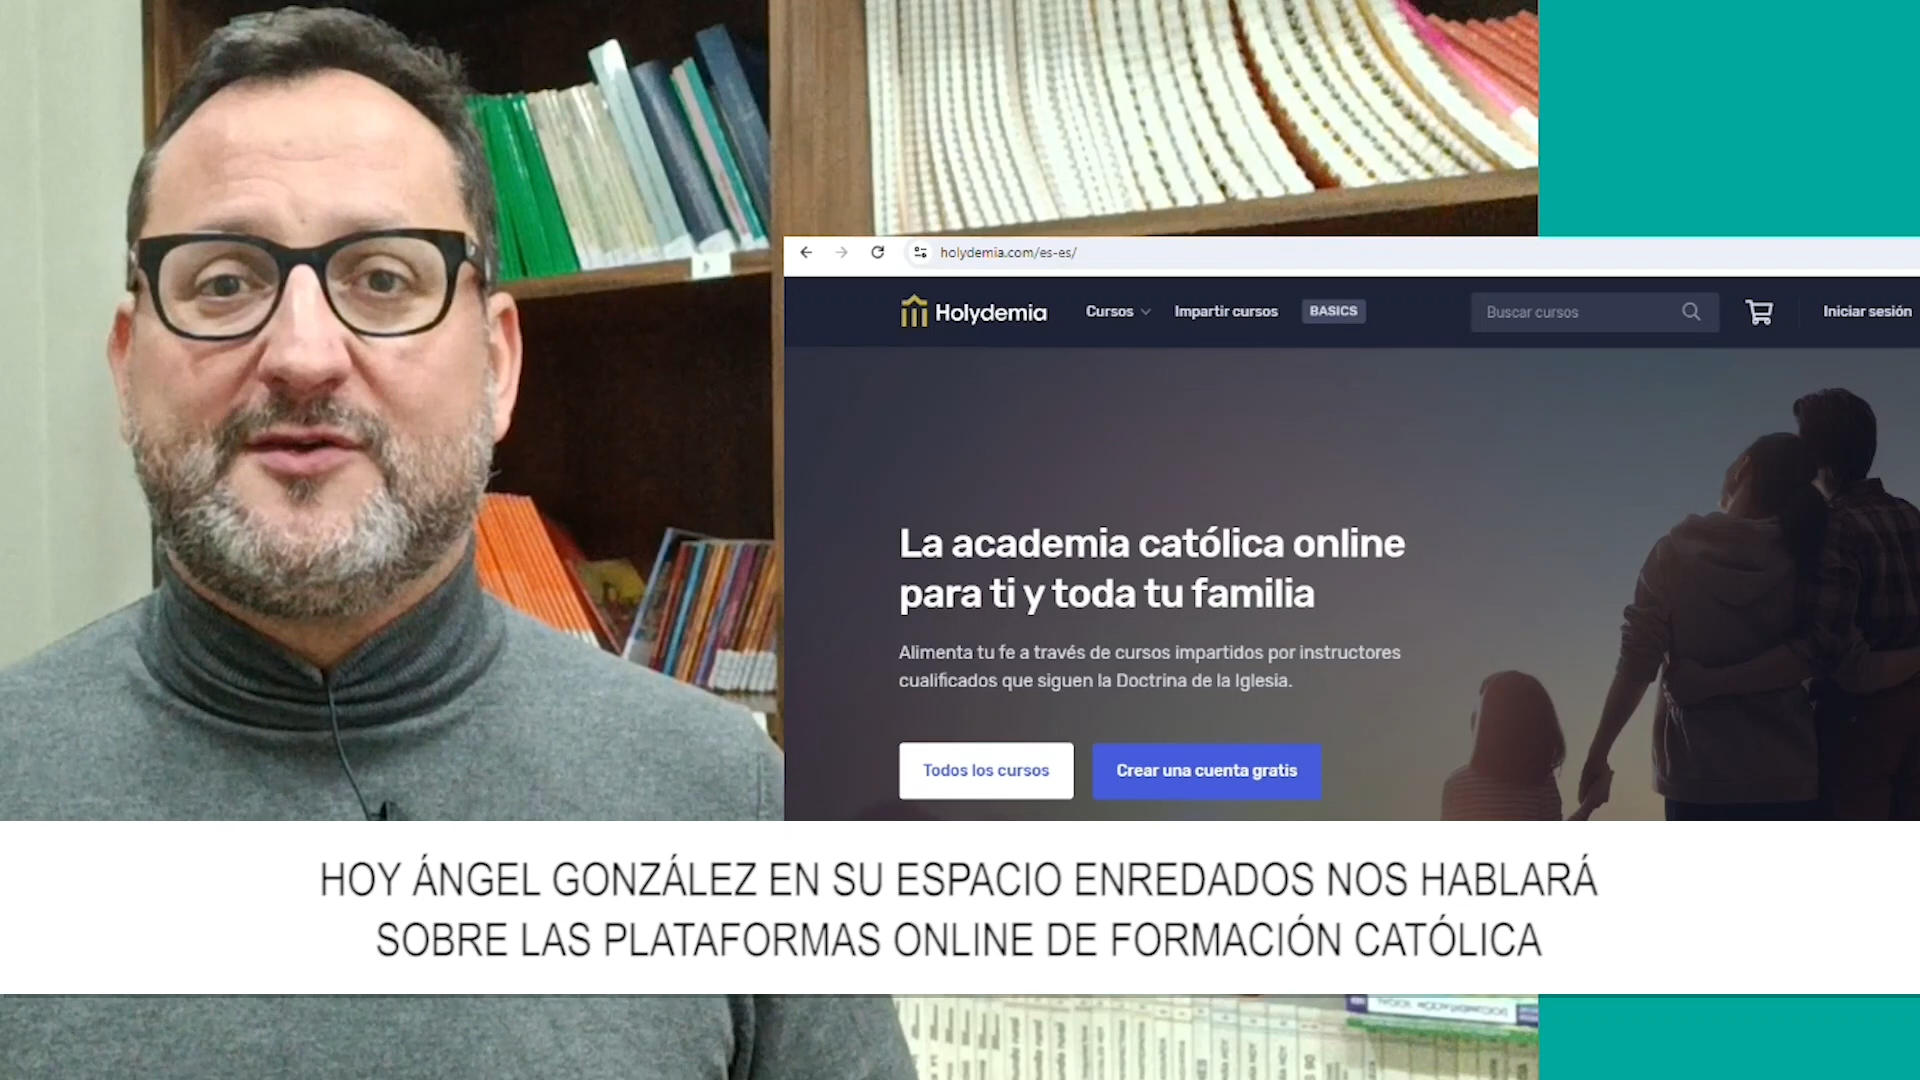 holydemia.com/es-es/
Holydemia Cursos Impartir cursos BASICS Buscar cursos Iniciar sesión
La academia católica online
para ti y toda tu familia
Alimenta tu fe a través de cursos impartidos por instructores
cualificados que siguen la Doctrina de la Iglesia.
Todos los cursos Crear una cuenta gratis
HOY ÁNGEL GONZÁLEZ EN SU ESPACIO ENREDADOS NOS HABLARÁ
SOBRE LAS PLATAFORMAS ONLINE DE FORMACIÓN CATÓLICA